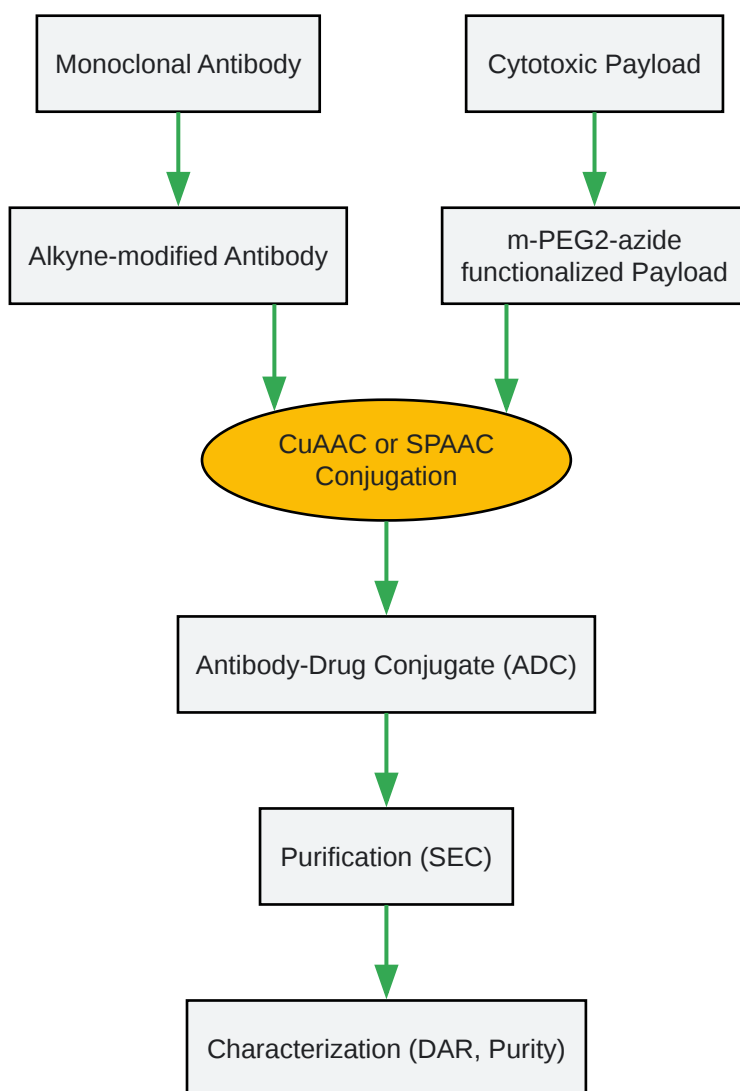 Monoclonal Antibody
Cytotoxic Payload
Alkyne-modified Antibody
m-PEG2-azide
functionalized Payload
CuAAC or SPAAC
Conjugation
Antibody-Drug Conjugate (ADC)
Purification (SEC)
Characterization (DAR, Purity)